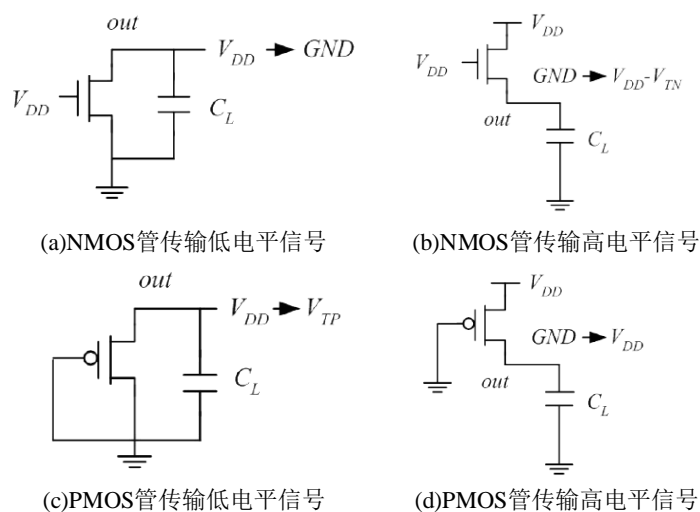 out
V_DD → GND
V_DD
C_L
(a)NMOS管传输低电平信号
V_DD
V_DD
GND → V_DD-V_TN
out
C_L
(b)NMOS管传输高电平信号
out
V_DD → V_TP
C_L
(c)PMOS管传输低电平信号
V_DD
GND → V_DD
out
C_L
(d)PMOS管传输高电平信号